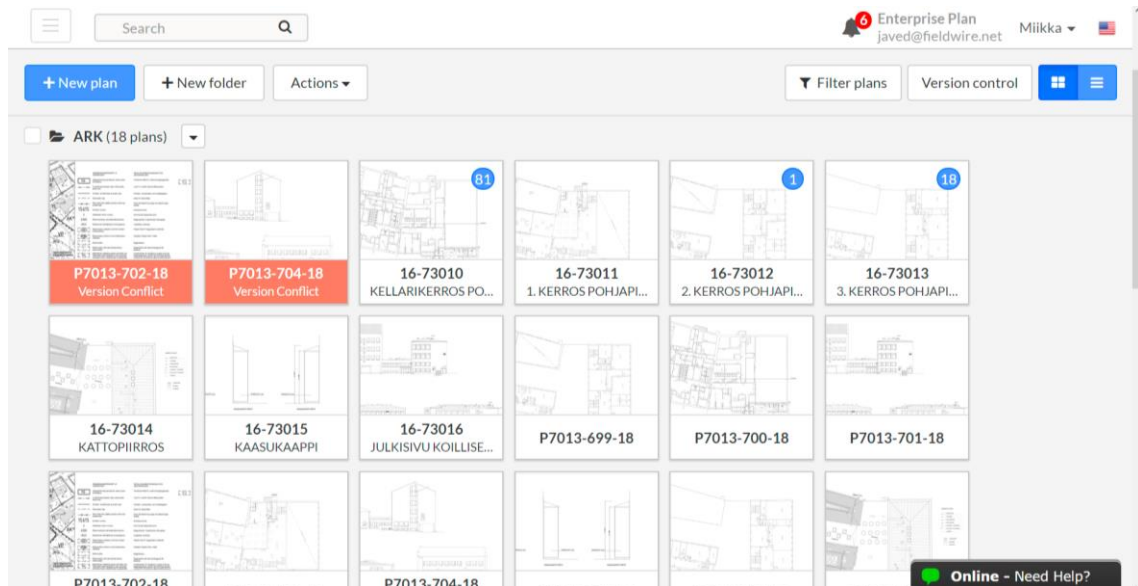 Search
6
Enterprise Plan
javed@fieldwire.net
Miikka
+ New plan
+ New folder
Actions
Filter plans
Version control
ARK (18 plans)
P7013-702-18
Version Conflict
P7013-704-18
Version Conflict
81
16-73010
KELLARIKERROS PO...
16-73011
1. KERROS POHJAPI...
1
16-73012
2. KERROS POHJAPI...
18
16-73013
3. KERROS POHJAPI...
16-73014
KATTOPIIRROS
16-73015
KAASUKAAPPI
16-73016
JULKISIVU KOILLISE...
P7013-699-18
P7013-700-18
P7013-701-18
P7013-702-18
P7013-704-18
Online - Need Help?